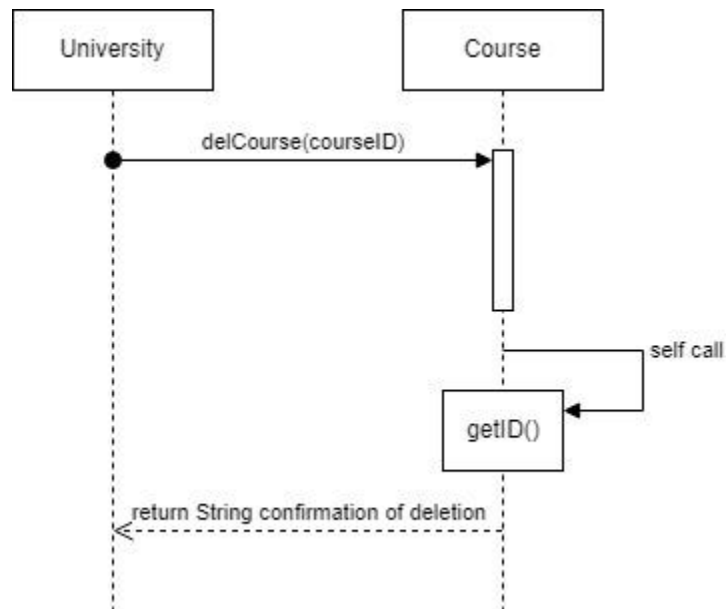 University
Course
delCourse(courseID)
self call
getID()
return String confirmation of deletion